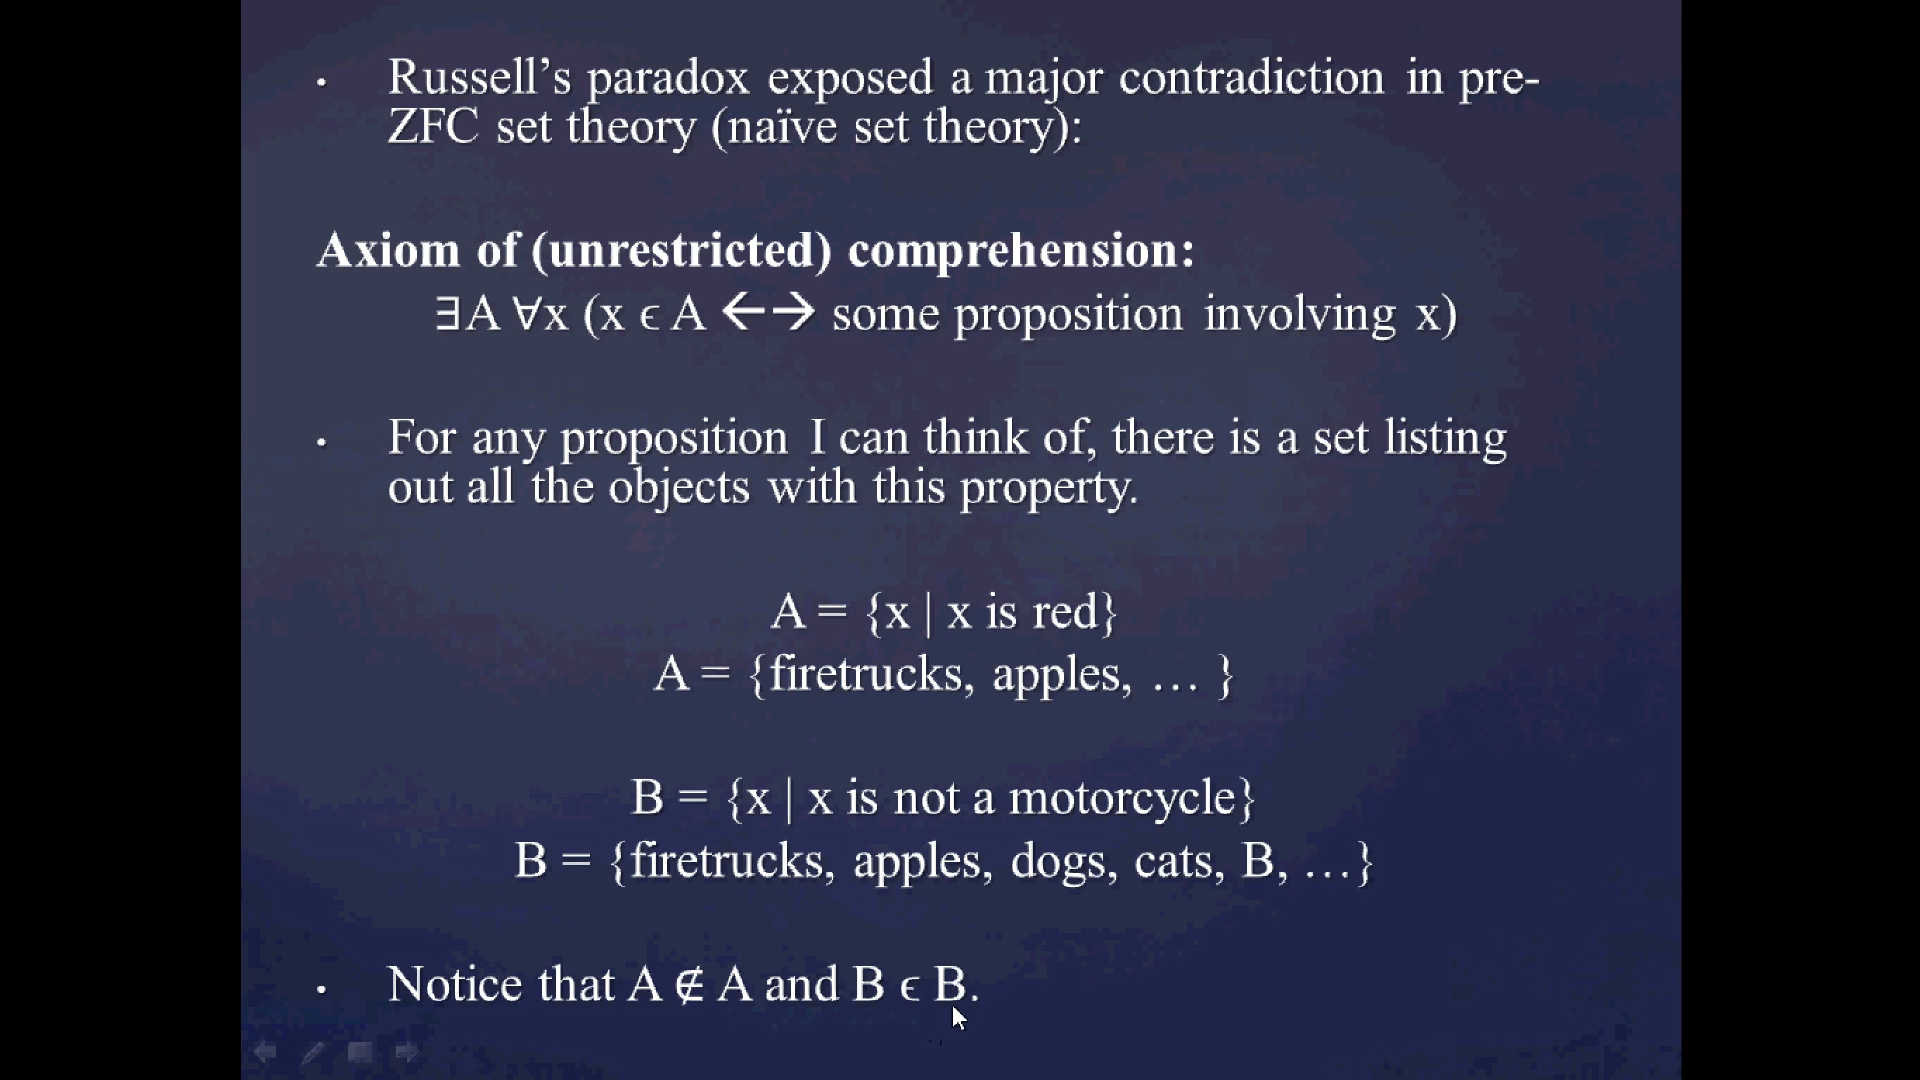 • Russell’s paradox exposed a major contradiction in pre-
ZFC set theory (naïve set theory):
Axiom of (unrestricted) comprehension:
∃A ∀x (x ϵ A ←→ some proposition involving x)
• For any proposition I can think of, there is a set listing
out all the objects with this property.
A = {x | x is red}
A = {firetrucks, apples, … }
B = {x | x is not a motorcycle}
B = {firetrucks, apples, dogs, cats, B, …}
• Notice that A ∉ A and B ϵ B.